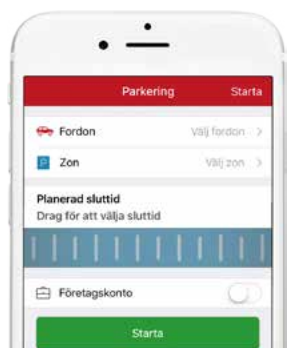 Parkering Starta
Fordon Välj fordon
Zon Välj zon
Planerad sluttid
Drag för att välja sluttid
Företagskonto
Starta